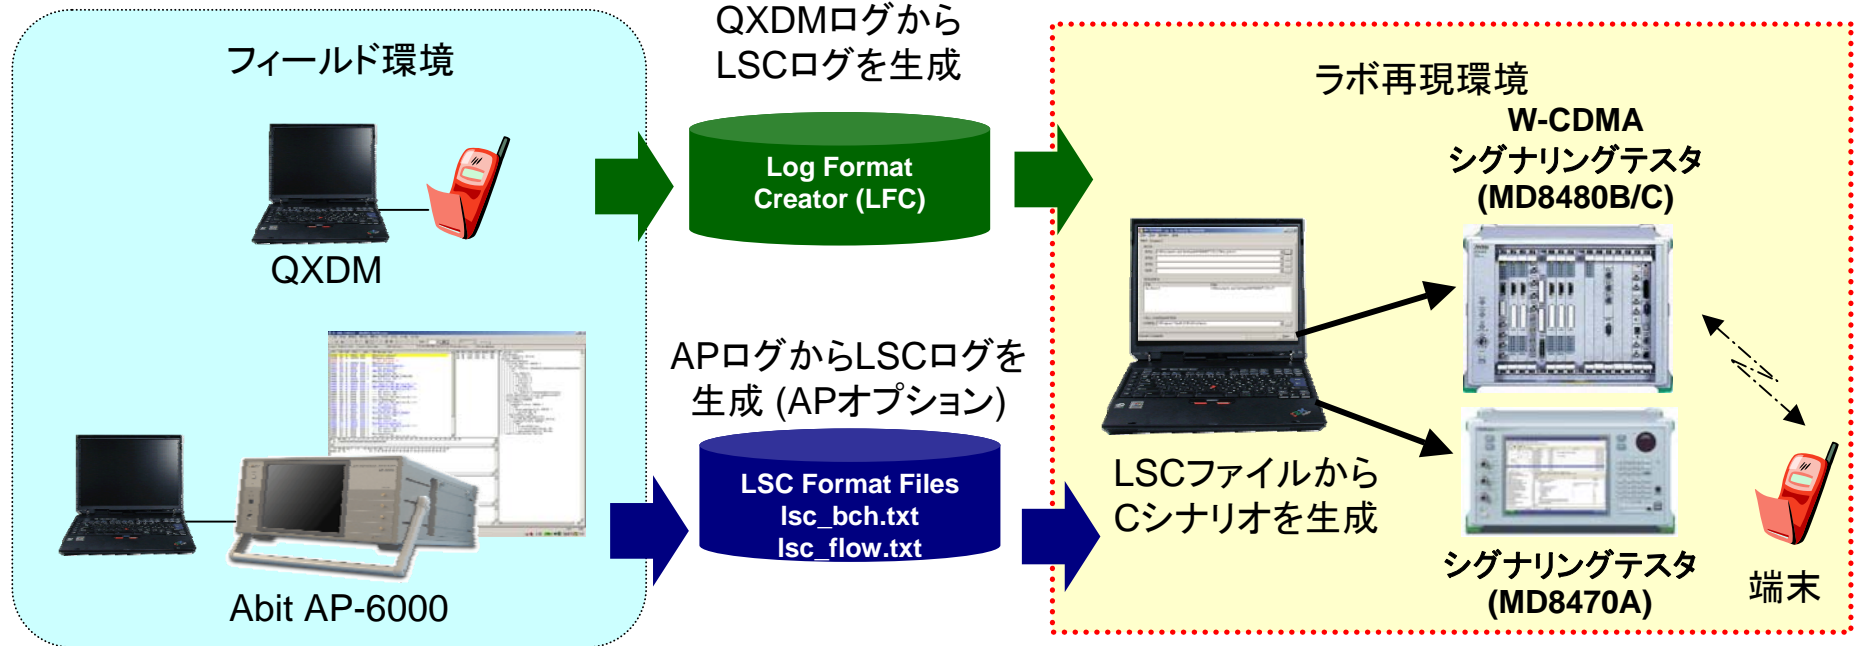 フィールド環境
QXDM
Abit AP-6000
QXDMログから
LSCログを生成
Log Format
Creator (LFC)
APログからLSCログを
生成 (APオプション)
LSC Format Files
lsc_bch.txt
lsc_flow.txt
ラボ再現環境
W-CDMA
シグナリングテスタ
(MD8480B/C)
LSCファイルから
Cシナリオを生成
シグナリングテスタ
(MD8470A)
端末